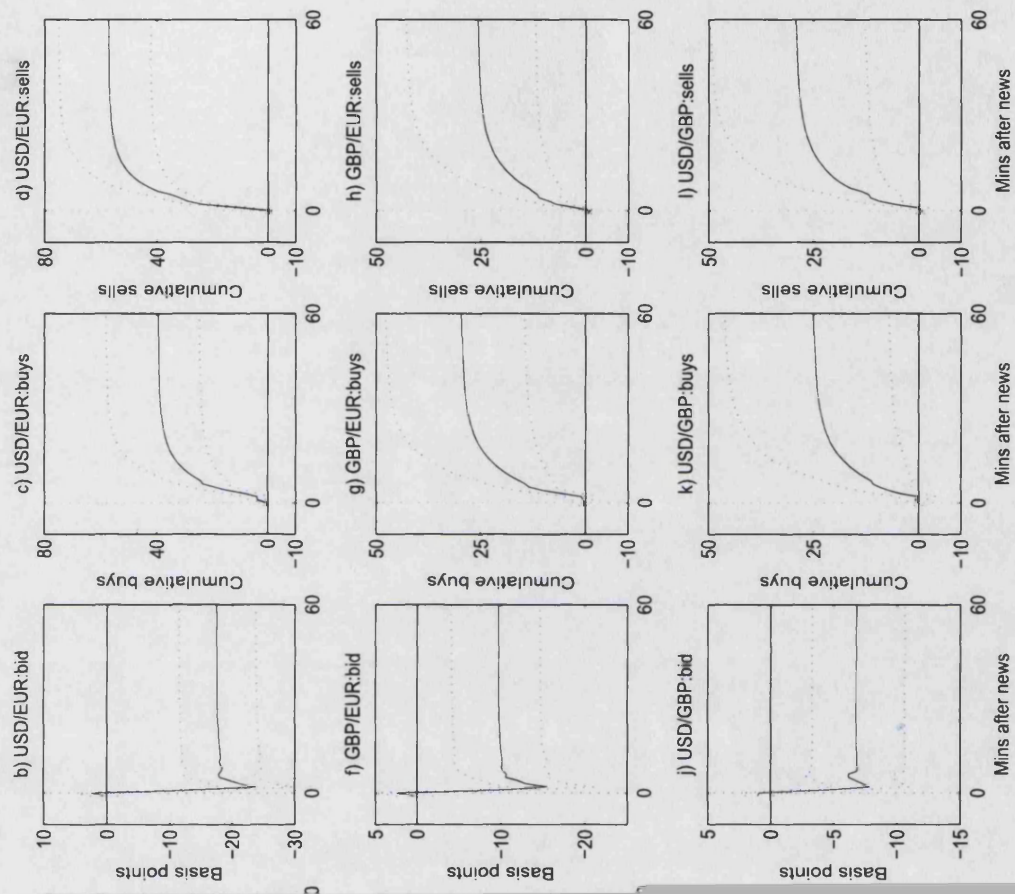 b) USD/EUR:bid
10
0
-10
-20
-30
Basis points
0
0
60
c) USD/EUR:buys
80
40
0
-10
Cumulative buys
0
60
d) USD/EUR:sells
80
40
0
-10
Cumulative sells
0
60
f) GBP/EUR:bid
5
0
-10
-20
Basis points
0
60
g) GBP/EUR:buys
50
25
0
-10
Cumulative buys
0
60
h) GBP/EUR:sells
50
25
0
-10
Cumulative sells
0
60
j) USD/GBP:bid
5
0
-5
-10
-15
Basis points
0
60
Mins after news
k) USD/GBP:buys
50
25
0
-10
Cumulative buys
0
60
Mins after news
l) USD/GBP:sells
50
25
0
-10
Cumulative sells
0
60
Mins after news